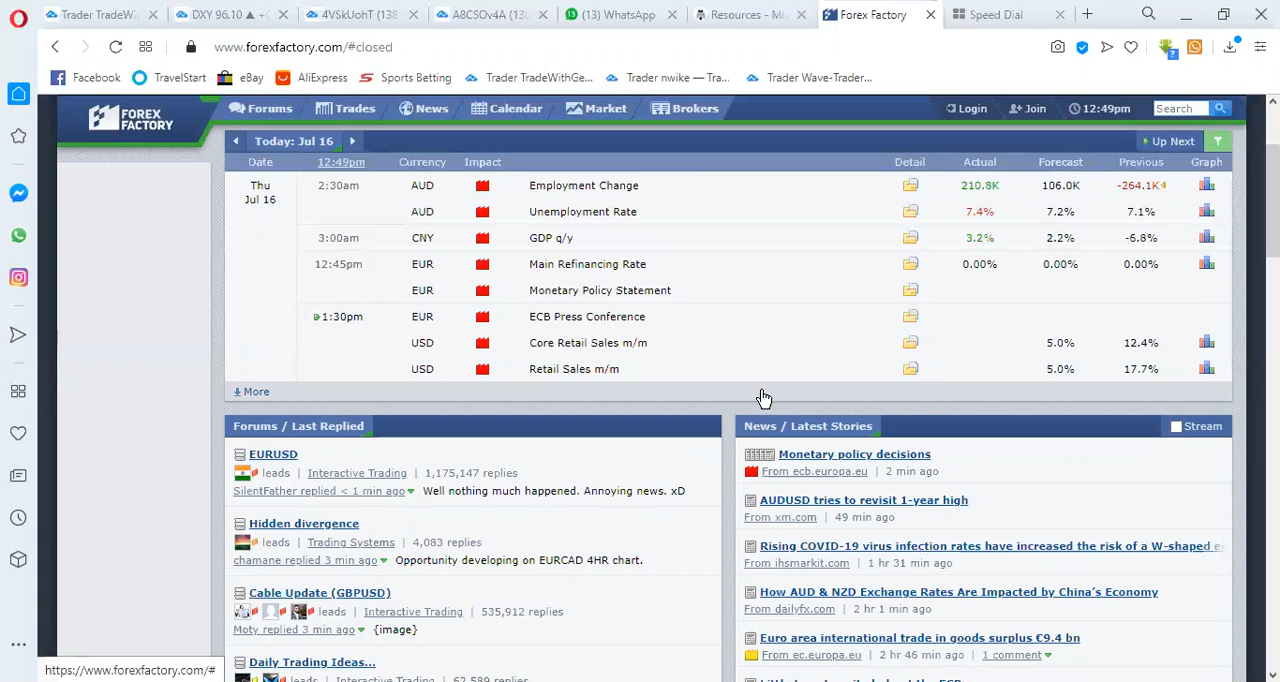 Trader TradeW
DXY 96.10 ▲ +
4VSkUohT (13
A8CSOv4A (13
(13) WhatsApp
Resources - Mi
Forex Factory
Speed Dial
www.forexfactory.com/#closed
Facebook
TravelStart
eBay
AliExpress
Sports Betting
Trader TradeWithGe...
Trader nwike — Tra...
Trader Wave-Trader...
FOREX FACTORY
Forums
Trades
News
Calendar
Market
Brokers
Login
Join
12:49pm
Search
Today: Jul 16
Up Next
Date 12:49pm Currency Impact Detail Actual Forecast Previous Graph
Thu Jul 16
2:30am AUD Employment Change 210.8K 106.0K -264.1K
AUD Unemployment Rate 7.4% 7.2% 7.1%
3:00am CNY GDP q/y 3.2% 2.2% -6.8%
12:45pm EUR Main Refinancing Rate 0.00% 0.00% 0.00%
EUR Monetary Policy Statement
1:30pm EUR ECB Press Conference
USD Core Retail Sales m/m 5.0% 12.4%
USD Retail Sales m/m 5.0% 17.7%
More
Forums / Last Replied
EURUSD
leads | Interactive Trading | 1,175,147 replies
SilentFather replied < 1 min ago Well nothing much happened. Annoying news. xD
Hidden divergence
leads | Trading Systems | 4,083 replies
chamane replied 3 min ago Opportunity developing on EURCAD 4HR chart.
Cable Update (GBPUSD)
leads | Interactive Trading | 535,912 replies
Moty replied 3 min ago {image}
Daily Trading Ideas...
leads | Interactive Trading | 62,589 replies
News / Latest Stories
Stream
Monetary policy decisions
From ecb.europa.eu | 2 min ago
AUDUSD tries to revisit 1-year high
From xm.com | 49 min ago
Rising COVID-19 virus infection rates have increased the risk of a W-shaped e
From ihsmarkit.com | 1 hr 31 min ago
How AUD & NZD Exchange Rates Are Impacted by China's Economy
From dailyfx.com | 2 hr 1 min ago
Euro area international trade in goods surplus €9.4 bn
From ec.europa.eu | 2 hr 46 min ago | 1 comment
https://www.forexfactory.com/#